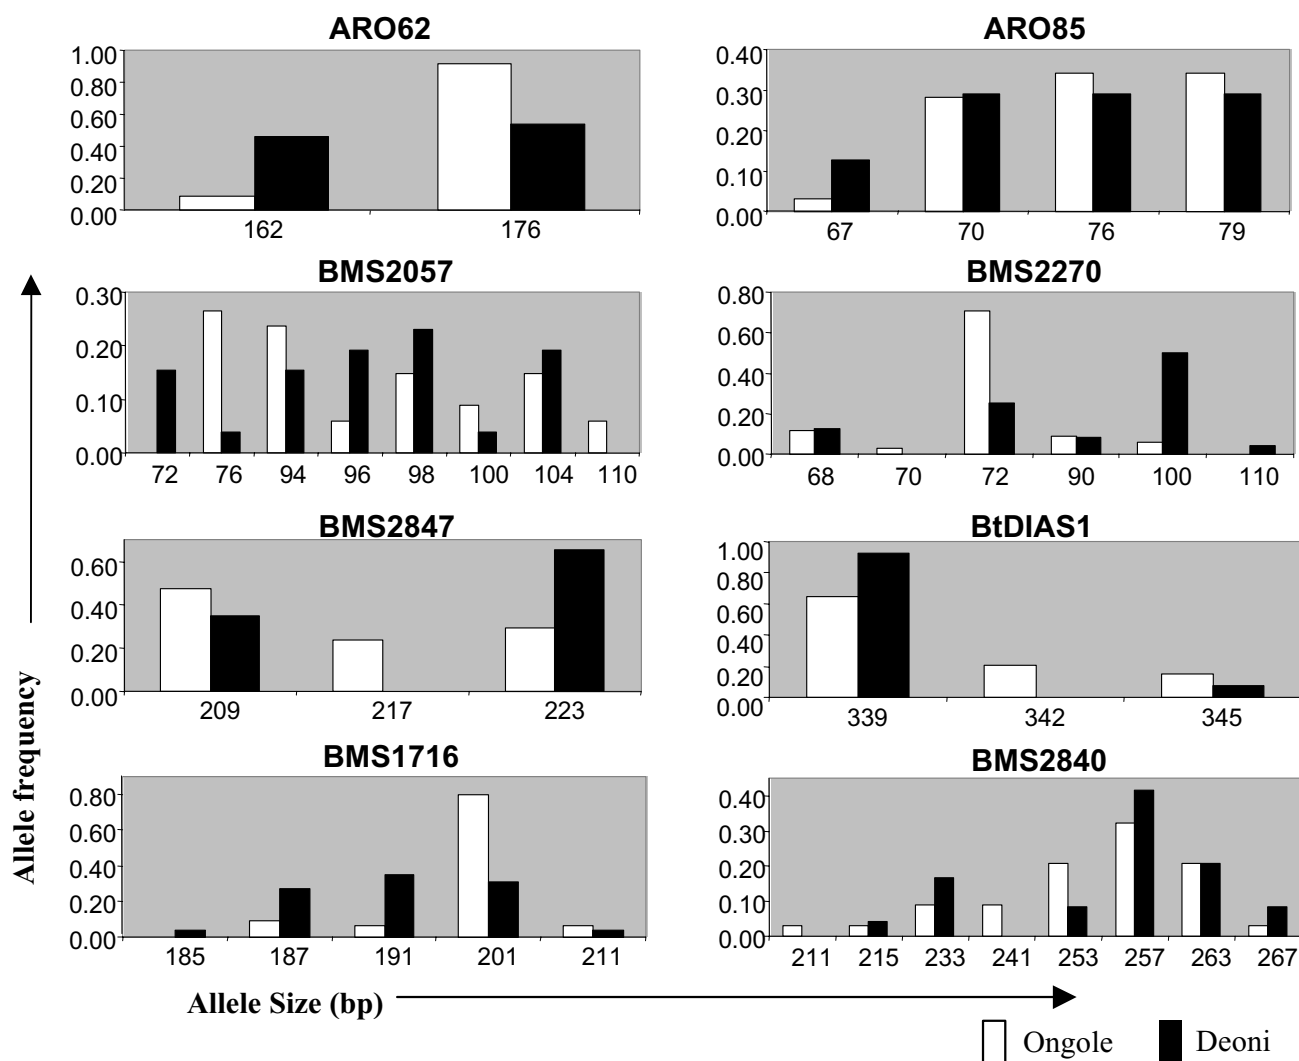 ARO62
1.00
0.80
0.60
0.40
0.20
0.00
162 176
ARO85
0.40
0.30
0.20
0.10
0.00
67 70 76 79
BMS2057
0.30
0.20
0.10
0.00
72 76 94 96 98 100 104 110
BMS2270
0.80
0.60
0.40
0.20
0.00
68 70 72 90 100 110
BMS2847
0.60
0.40
0.20
0.00
209 217 223
BtDIAS1
1.00
0.80
0.60
0.40
0.20
0.00
339 342 345
BMS1716
0.80
0.60
0.40
0.20
0.00
185 187 191 201 211
BMS2840
0.40
0.30
0.20
0.10
0.00
211 215 233 241 253 257 263 267
Allele frequency
Allele Size (bp)
Ongole Deoni